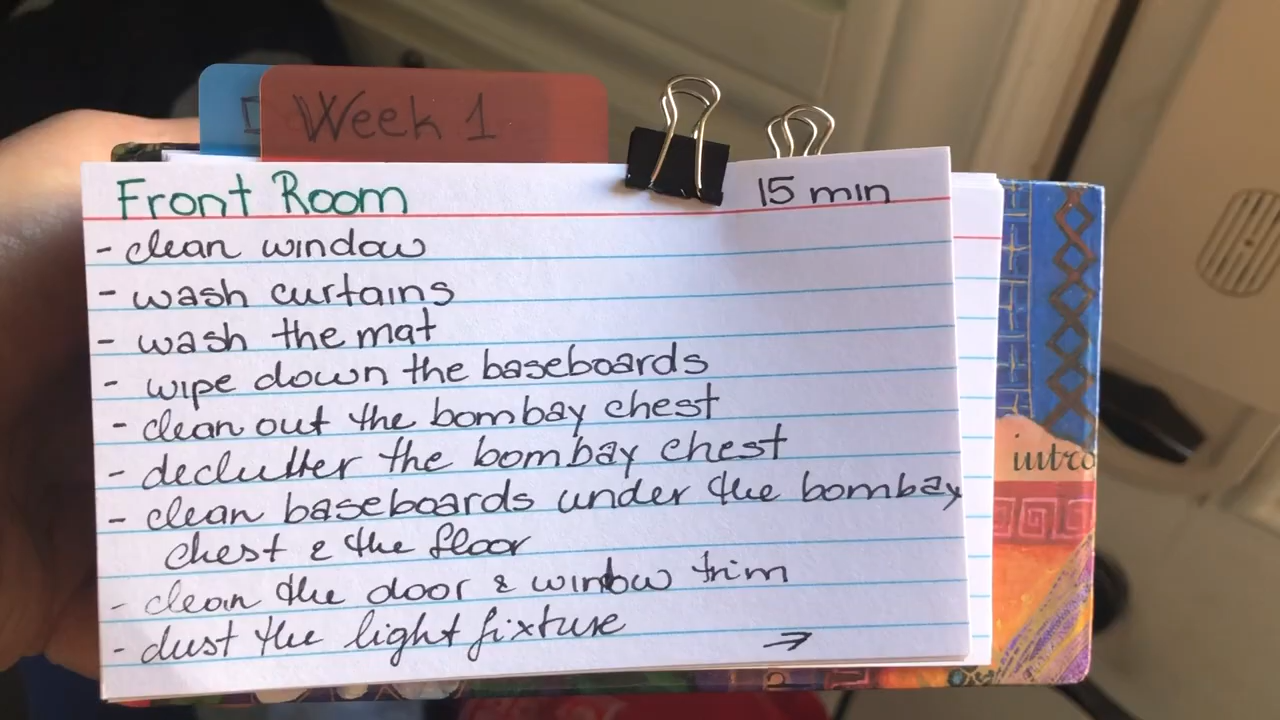 Week 1
Front Room 15 min
- clean window
- wash curtains
- wash the mat
- wipe down the baseboards
- clean out the bombay chest
- declutter the bombay chest
- clean baseboards under the bombay
chest & the floor
- clean the door & window trim
- dust the light fixture →
intro